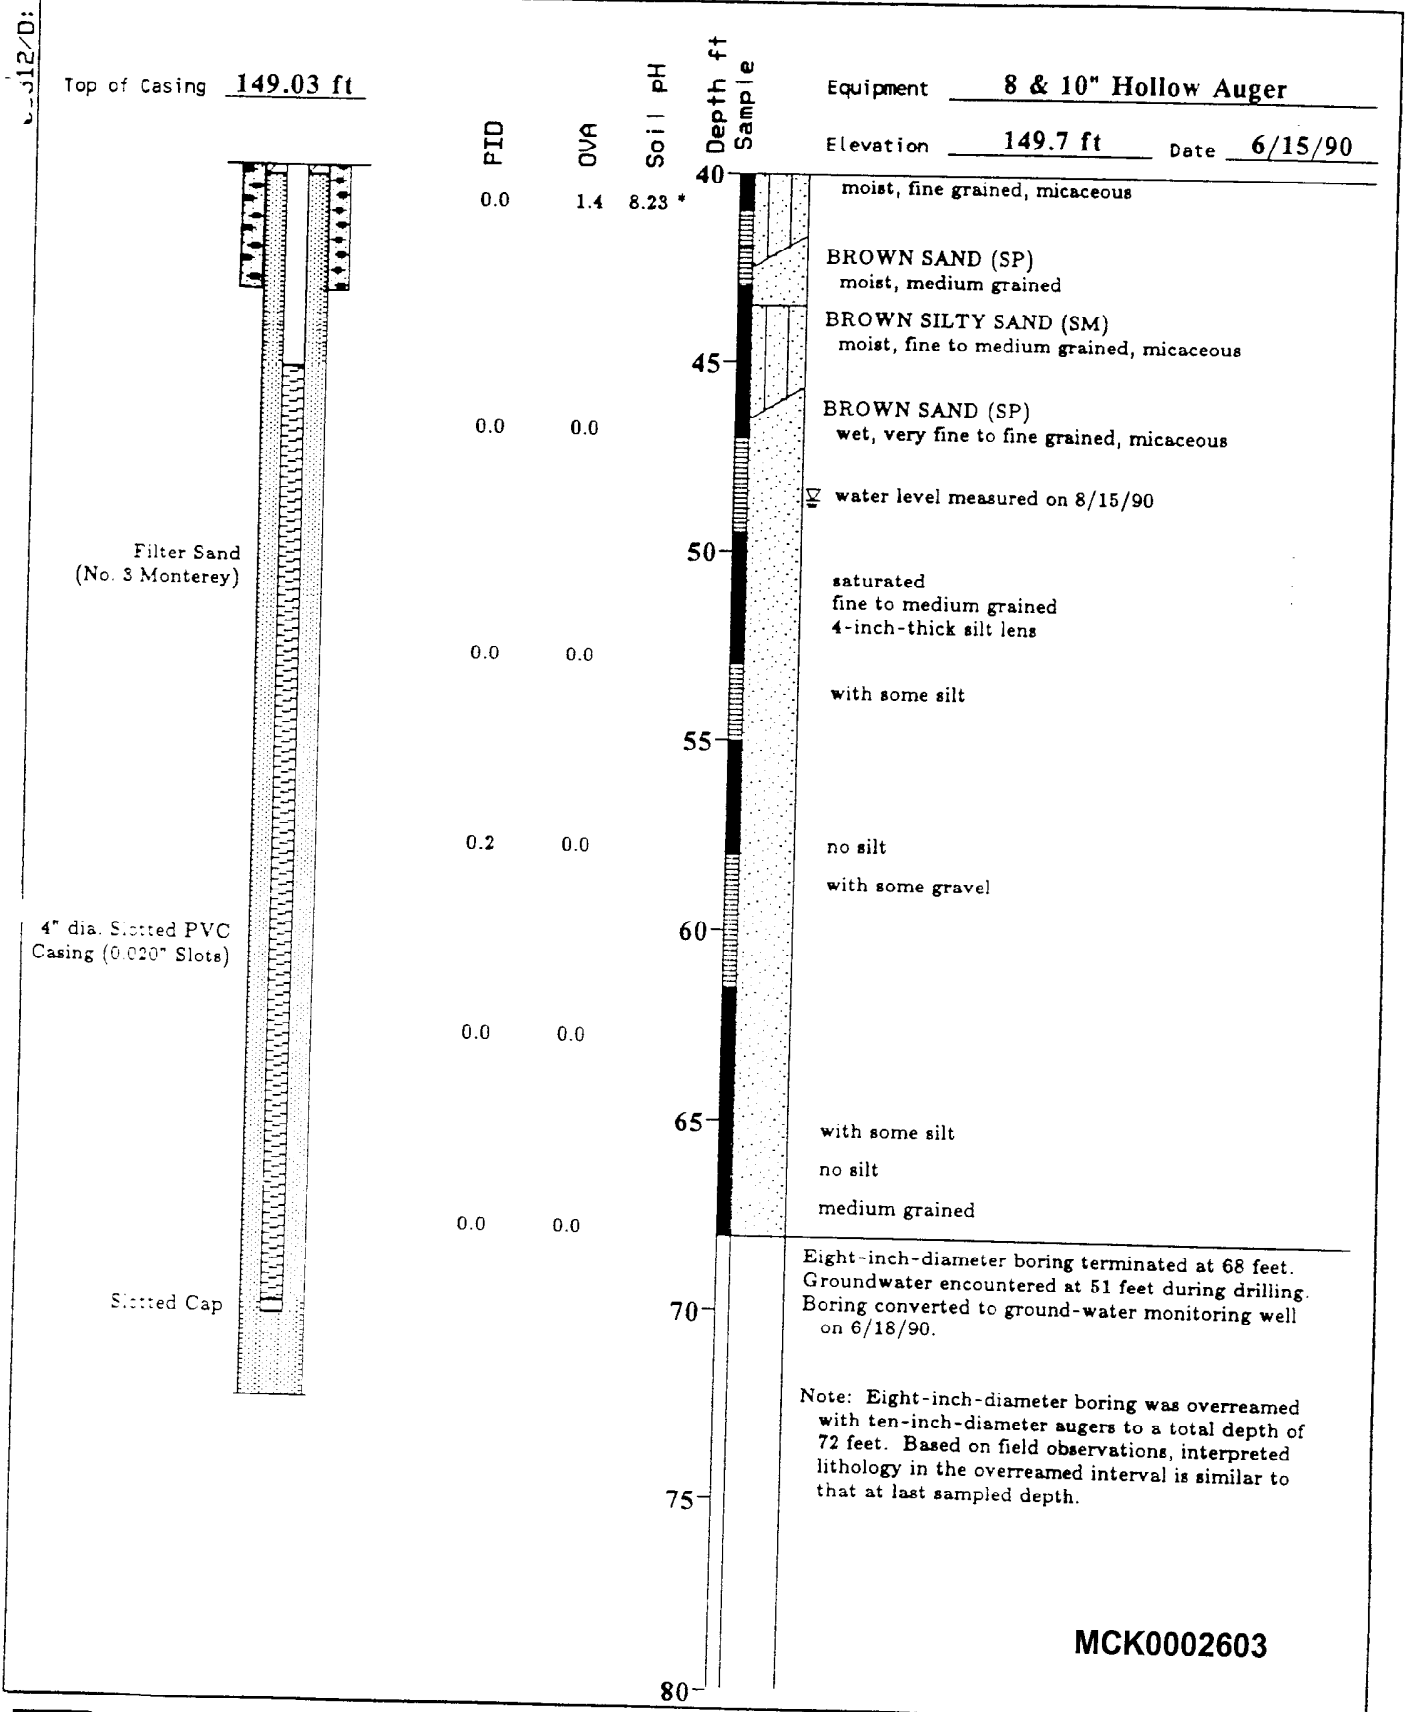 Top of Casing 149.03 ft
PID
OVA
Soil pH
Depth ft
Sample
Equipment 8 & 10" Hollow Auger
Elevation 149.7 ft Date 6/15/90
40
0.0 1.4 8.23 *
moist, fine grained, micaceous
BROWN SAND (SP)
moist, medium grained
BROWN SILTY SAND (SM)
moist, fine to medium grained, micaceous
45
BROWN SAND (SP)
0.0 0.0
wet, very fine to fine grained, micaceous
water level measured on 8/15/90
Filter Sand
(No. 3 Monterey)
50
saturated
fine to medium grained
4-inch-thick silt lens
0.0 0.0
with some silt
55
0.2 0.0
no silt
with some gravel
4" dia. Slotted PVC
Casing (0.020" Slots)
60
0.0 0.0
65
with some silt
no silt
medium grained
0.0 0.0
Eight-inch-diameter boring terminated at 68 feet.
Groundwater encountered at 51 feet during drilling.
Boring converted to ground-water monitoring well
on 6/18/90.
Slotted Cap
70
Note: Eight-inch-diameter boring was overreamed
with ten-inch-diameter augers to a total depth of
72 feet. Based on field observations, interpreted
lithology in the overreamed interval is similar to
that at last sampled depth.
75
MCK0002603
80